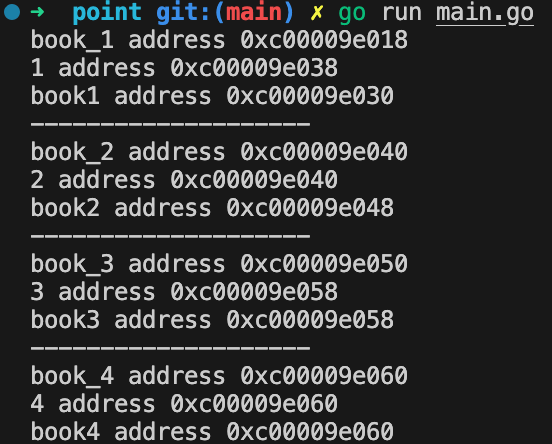 ➜ point git:(main) ✗ go run main.go
book_1 address 0xc00009e018
1 address 0xc00009e038
book1 address 0xc00009e030
--------------------
book_2 address 0xc00009e040
2 address 0xc00009e040
book2 address 0xc00009e048
--------------------
book_3 address 0xc00009e050
3 address 0xc00009e058
book3 address 0xc00009e058
--------------------
book_4 address 0xc00009e060
4 address 0xc00009e060
book4 address 0xc00009e060